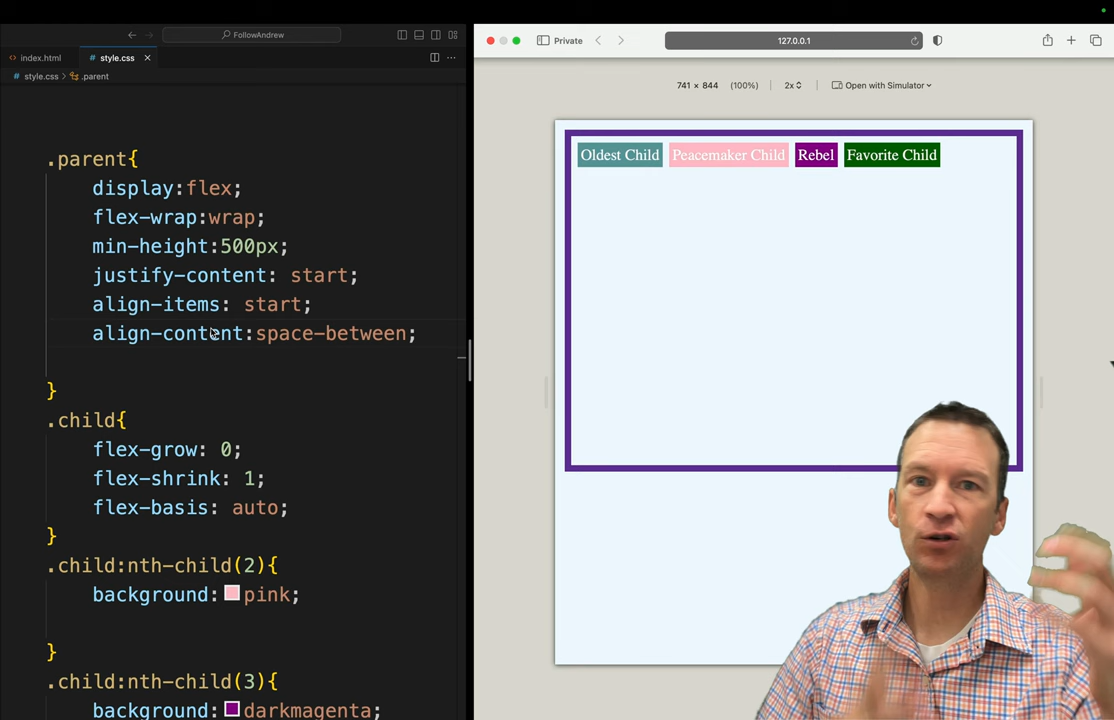 FollowAndrew
index.html
# style.css
style.css > .parent
.parent{
display:flex;
flex-wrap:wrap;
min-height:500px;
justify-content: start;
align-items: start;
align-content:space-between;
}
.child{
flex-grow: 0;
flex-shrink: 1;
flex-basis: auto;
}
.child:nth-child(2){
background: pink;
}
.child:nth-child(3){
background: darkmagenta;
Private
127.0.0.1
741 × 844 (100%) 2x Open with Simulator
Oldest Child Peacemaker Child Rebel Favorite Child